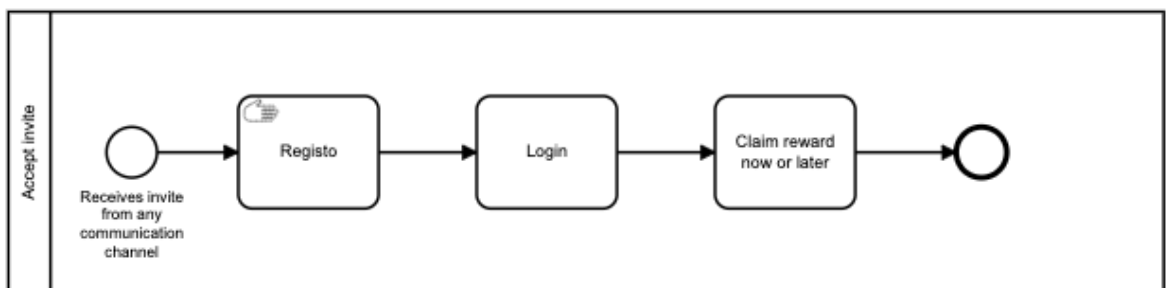 Accept invite
Receives invite
from any
communication
channel
Registo
Login
Claim reward
now or later